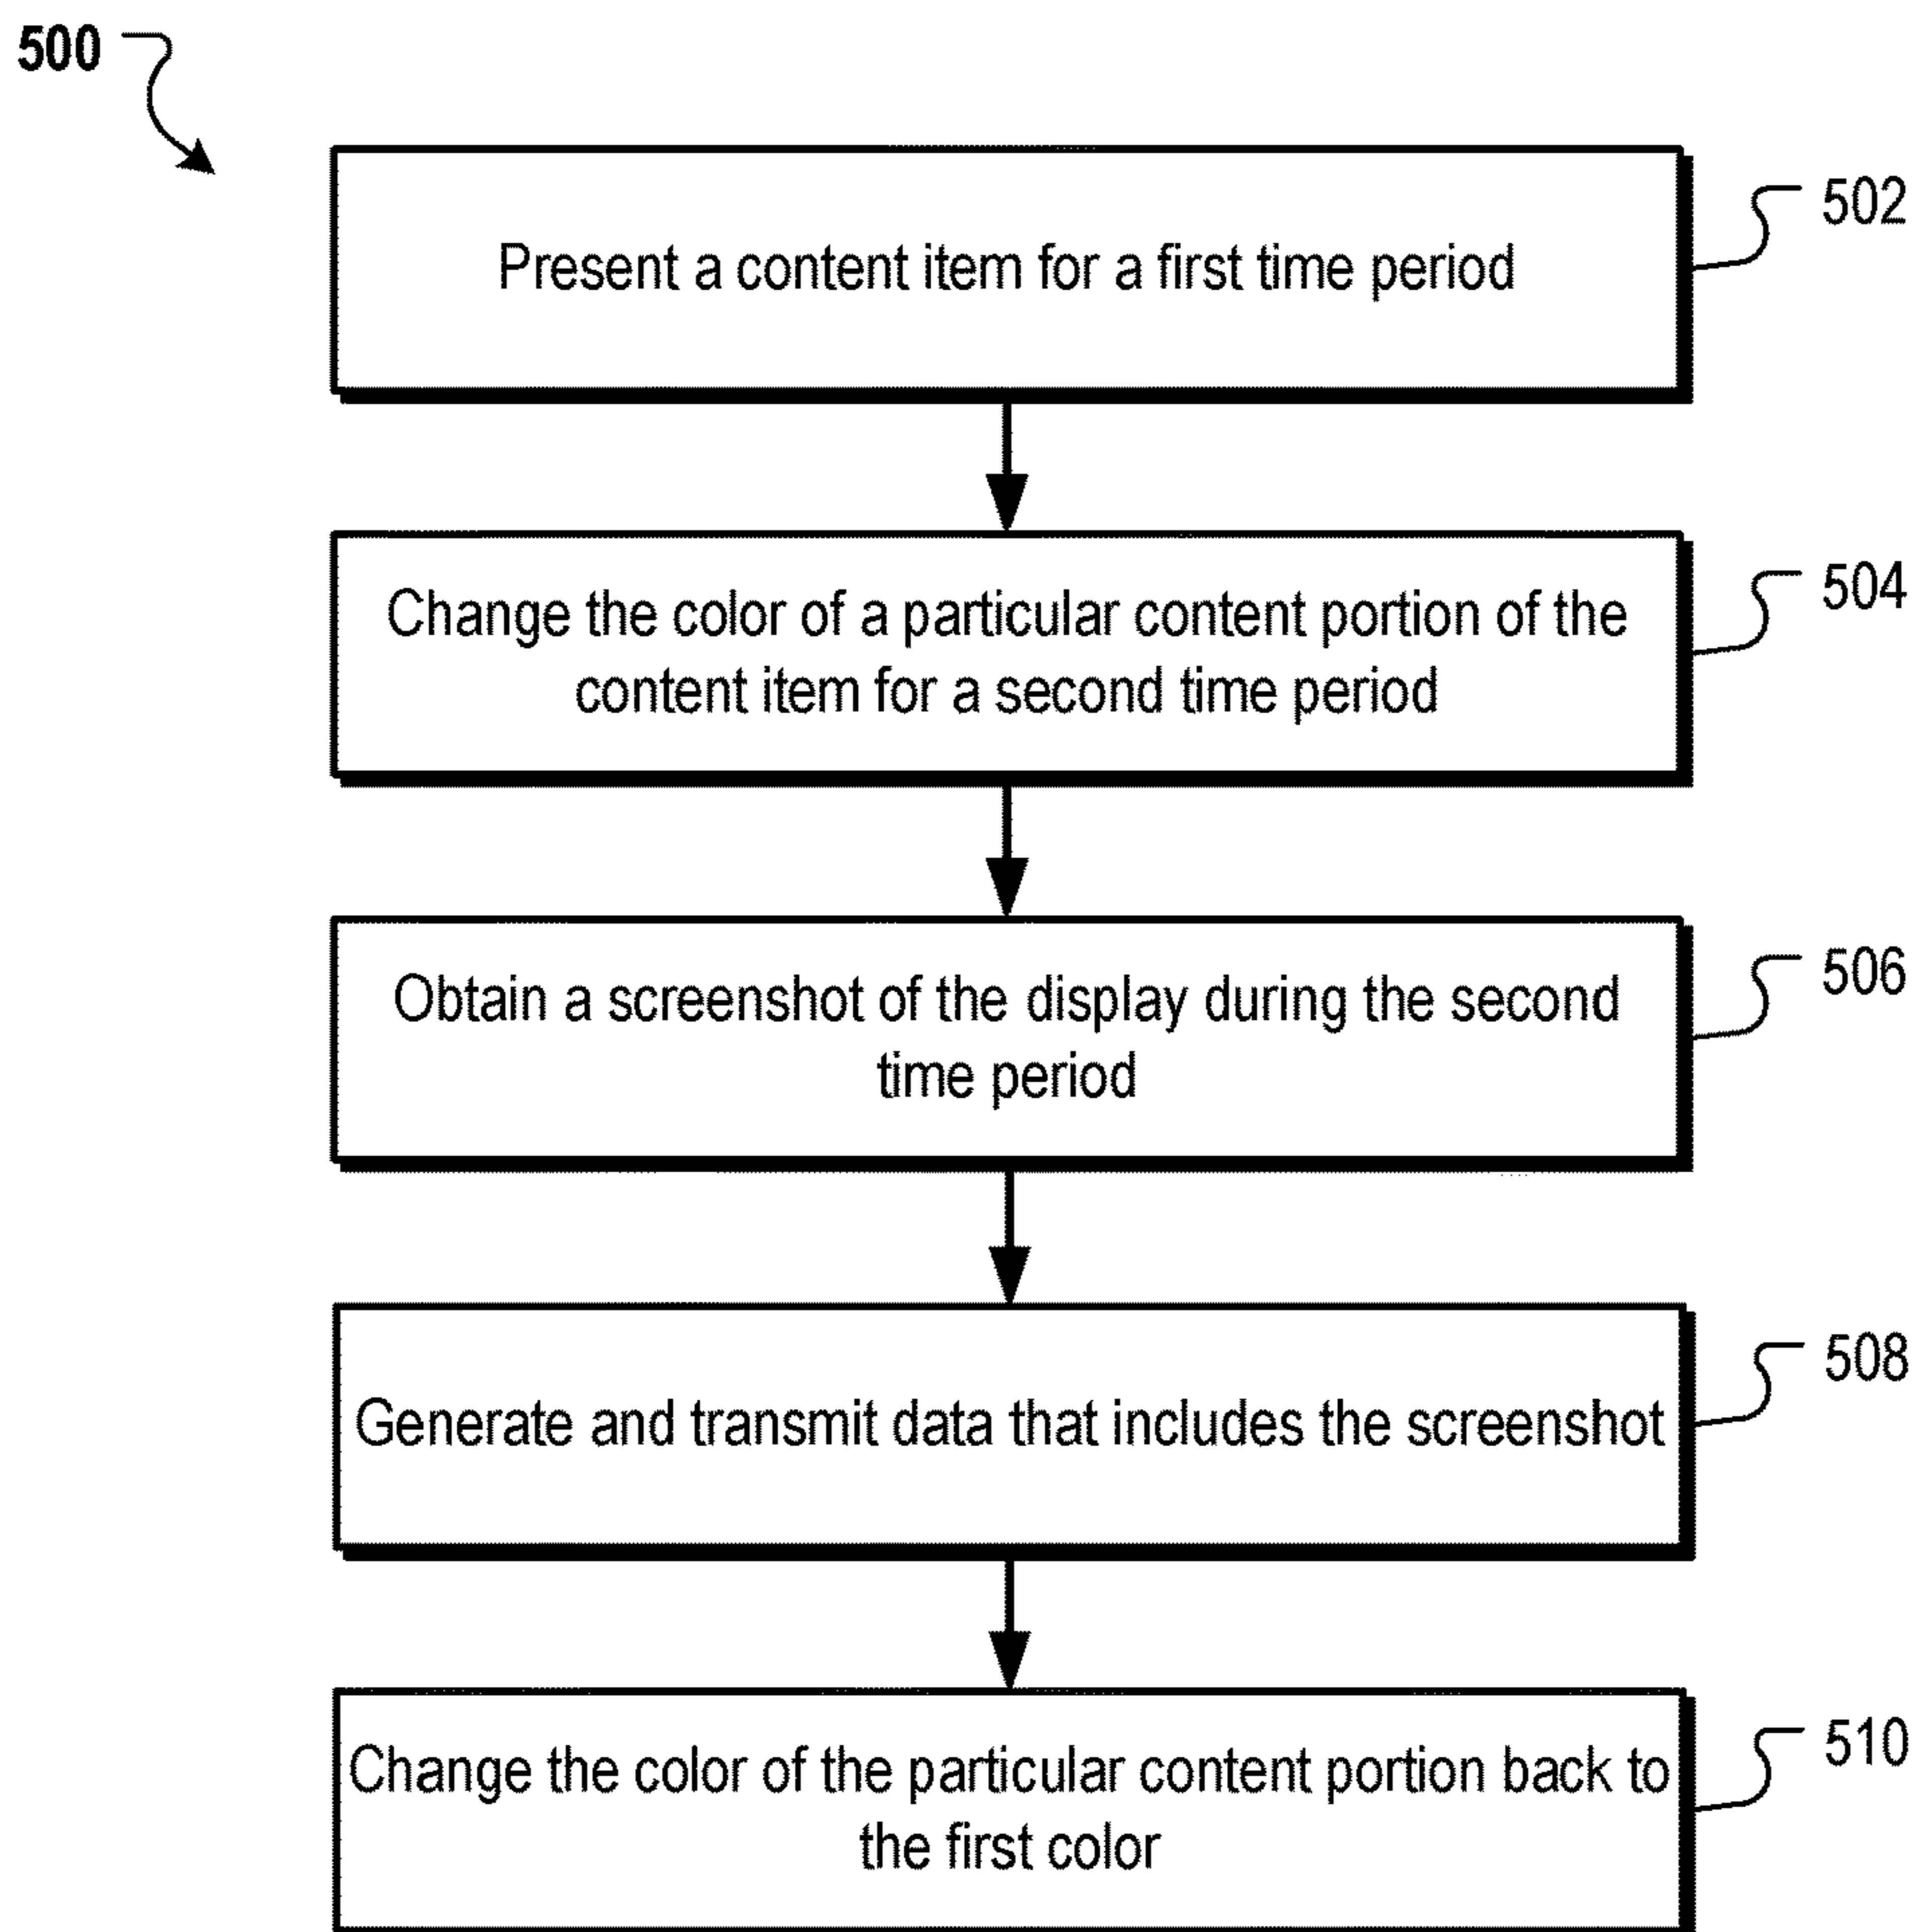 500
Present a content item for a first time period
502
Change the color of a particular content portion of the
content item for a second time period
504
Obtain a screenshot of the display during the second
time period
506
Generate and transmit data that includes the screenshot
508
Change the color of the particular content portion back to
the first color
510